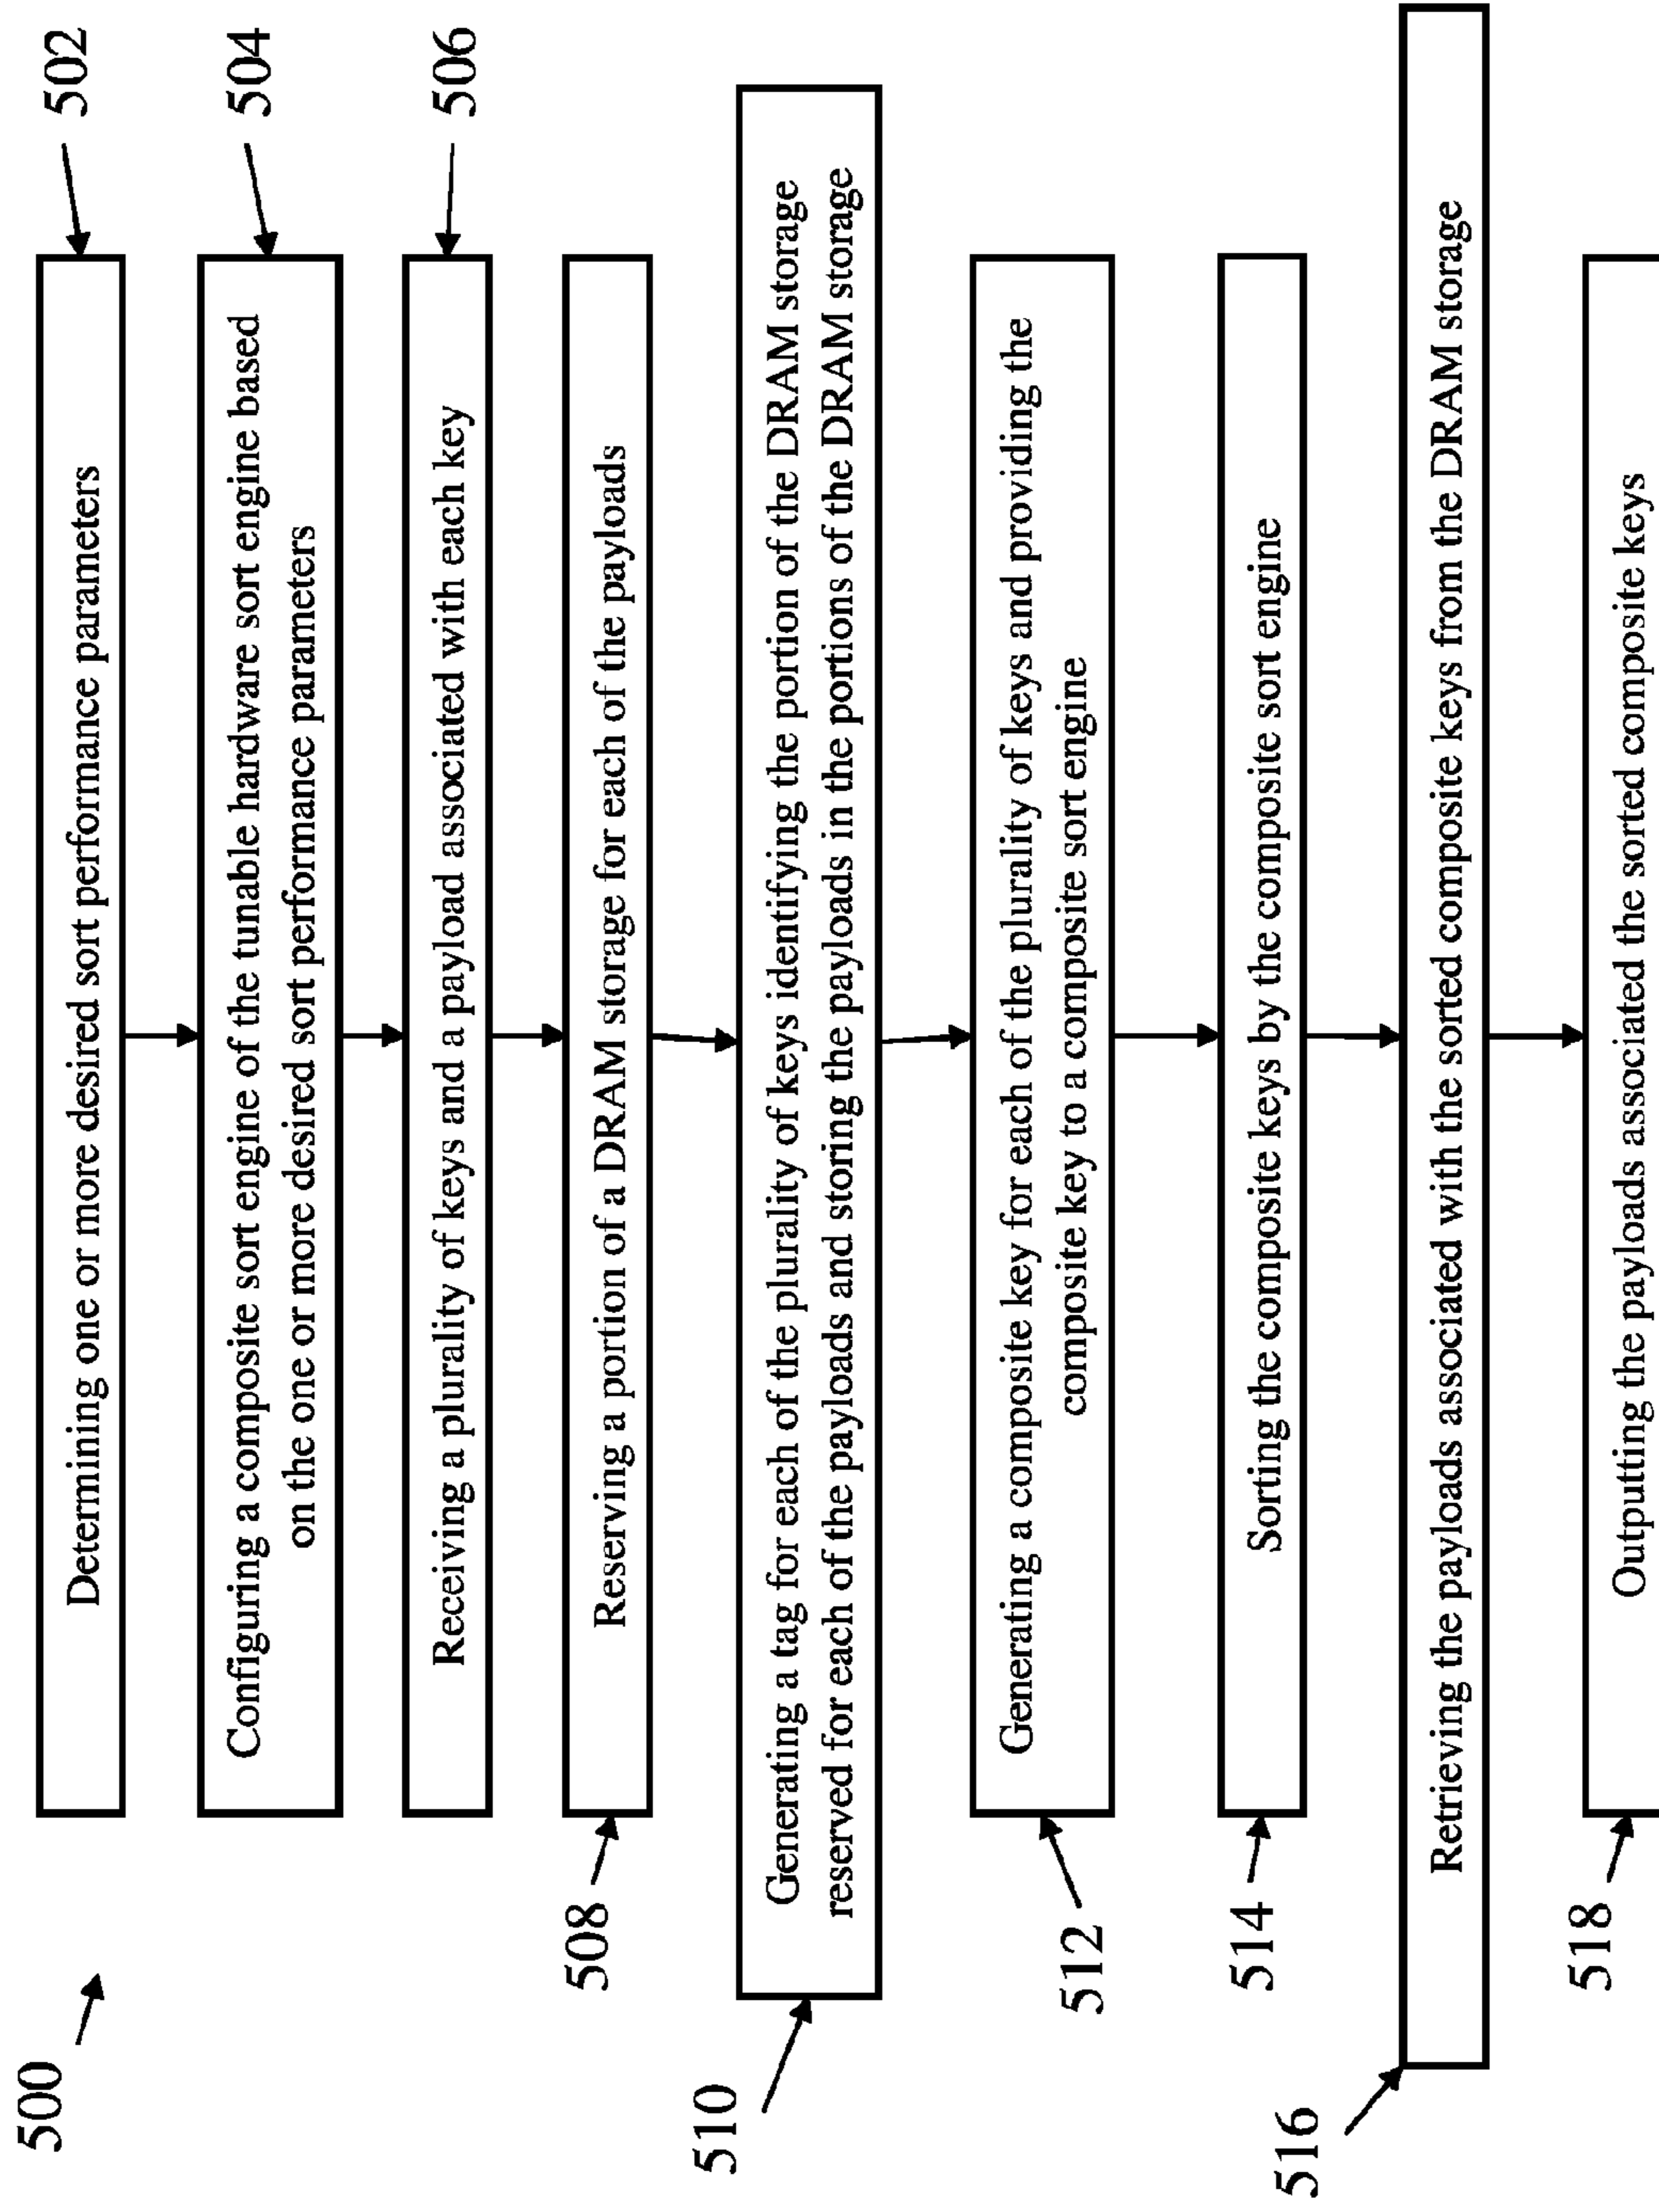 500
502
Determining one or more desired sort performance parameters
504
Configuring a composite sort engine of the tunable hardware sort engine based
on the one or more desired sort performance parameters
506
Receiving a plurality of keys and a payload associated with each key
508
Reserving a portion of a DRAM storage for each of the payloads
510
Generating a tag for each of the plurality of keys identifying the portion of the DRAM storage
reserved for each of the payloads and storing the payloads in the portions of the DRAM storage
512
Generating a composite key for each of the plurality of keys and providing the
composite key to a composite sort engine
514
Sorting the composite keys by the composite sort engine
516
Retrieving the payloads associated with the sorted composite keys from the DRAM storage
518
Outputting the payloads associated the sorted composite keys